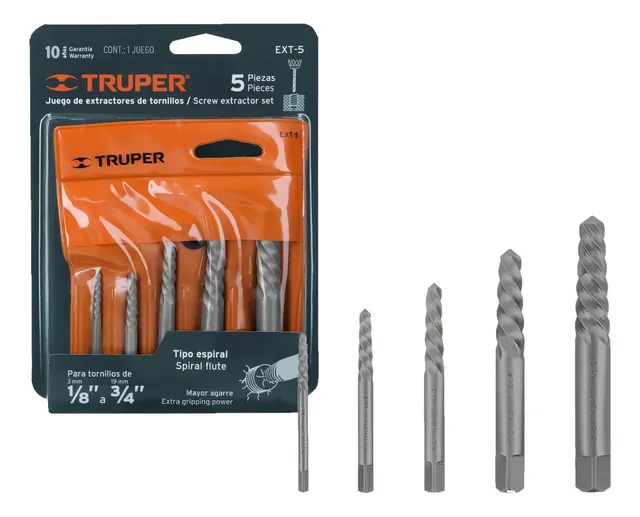 10 años Garantía Warranty
CONT.: 1 JUEGO
EXT-5
TRUPER®
5 Piezas Pieces
Juego de extractores de tornillos / Screw extractor set
EXT-5
TRUPER
Tipo espiral
Spiral flute
Para tornillos de
3 mm 19 mm
1/8" a 3/4"
Mayor agarre
Extra gripping power